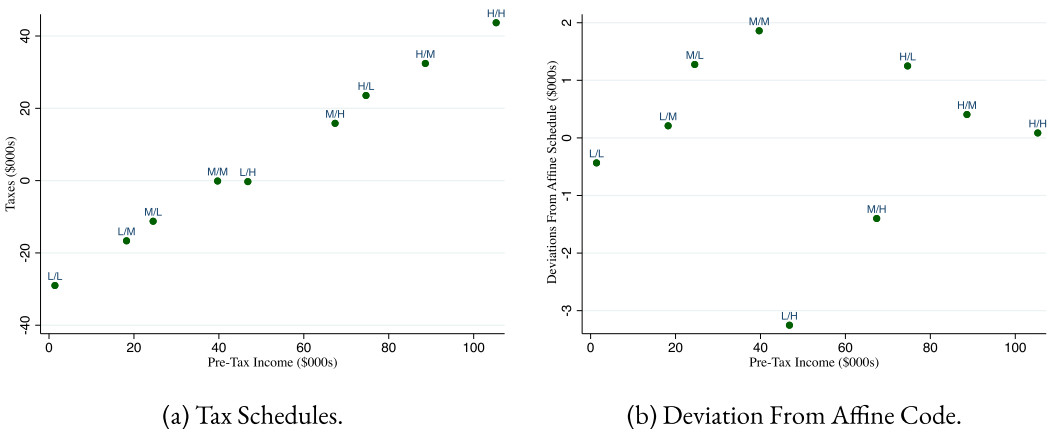 Taxes ($000s)
40
20
0
-20
-40
L/L
L/M
M/L
M/M
L/H
M/H
H/L
H/M
H/H
0 20 40 60 80 100
Pre-Tax Income ($000s)
(a) Tax Schedules.
Deviations From Affine Schedule ($000s)
2
1
0
-1
-2
-3
L/L
L/M
M/L
M/M
L/H
M/H
H/L
H/M
H/H
0 20 40 60 80 100
Pre-Tax Income ($000s)
(b) Deviation From Affine Code.